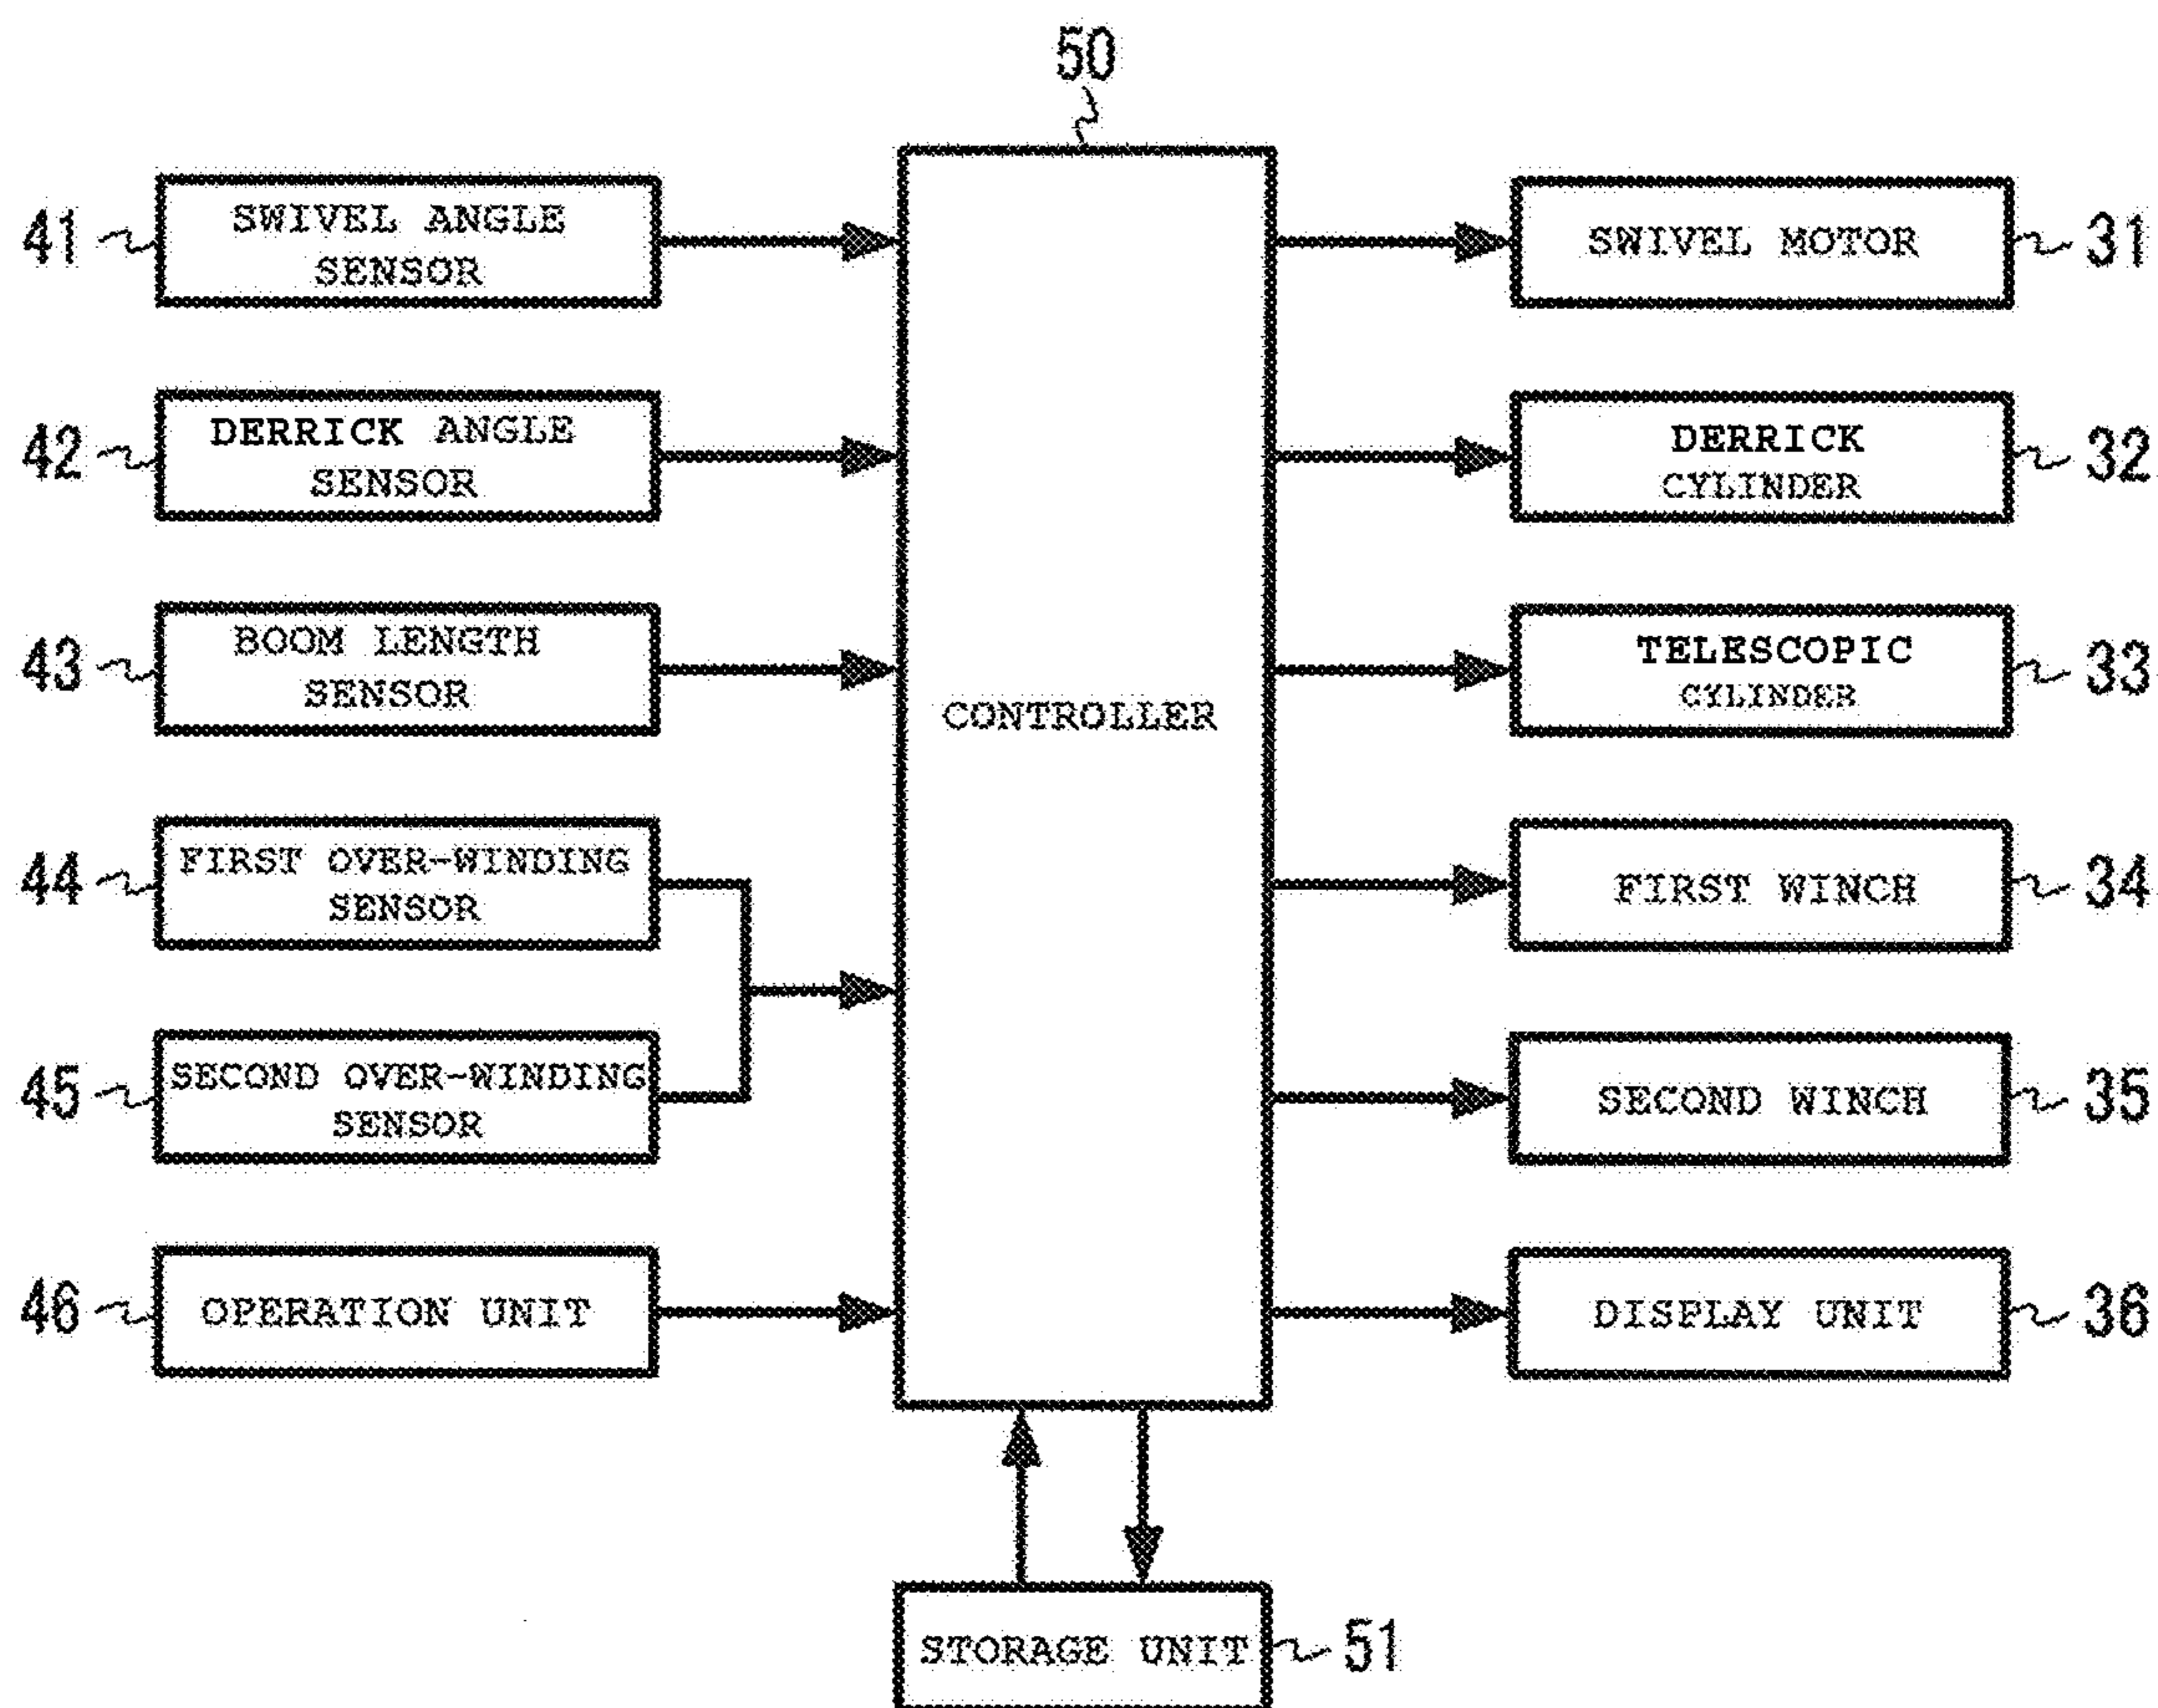 50
41
SWIVEL ANGLE
SENSOR
SWIVEL MOTOR
31
42
DERRICK ANGLE
SENSOR
DERRICK
CYLINDER
32
43
BOOM LENGTH
SENSOR
CONTROLLER
TELESCOPIC
CYLINDER
33
44
FIRST OVER-WINDING
SENSOR
FIRST WINCH
34
45
SECOND OVER-WINDING
SENSOR
SECOND WINCH
35
46
OPERATION UNIT
DISPLAY UNIT
36
STORAGE UNIT
51